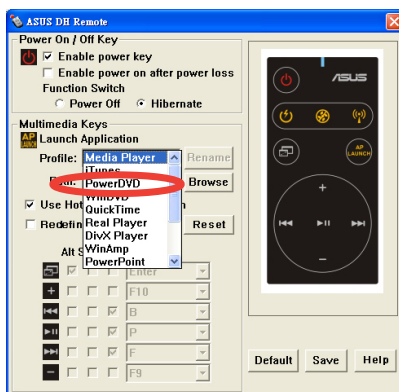 ASUS DH Remote
Power On / Off Key
Enable power key
Enable power on after power loss
Function Switch
Power Off Hibernate
Multimedia Keys
AP LAUNCH Launch Application
Profile: Media Player Rename
iTunes
PowerDVD Browse
WinDVD
Use Hot
QuickTime
Redefin Real Player Reset
DivX Player
WinAmp
Alt S
PowerPoint
Enter
F10
B
P
F
F9
ASUS
AP LAUNCH
Default Save Help